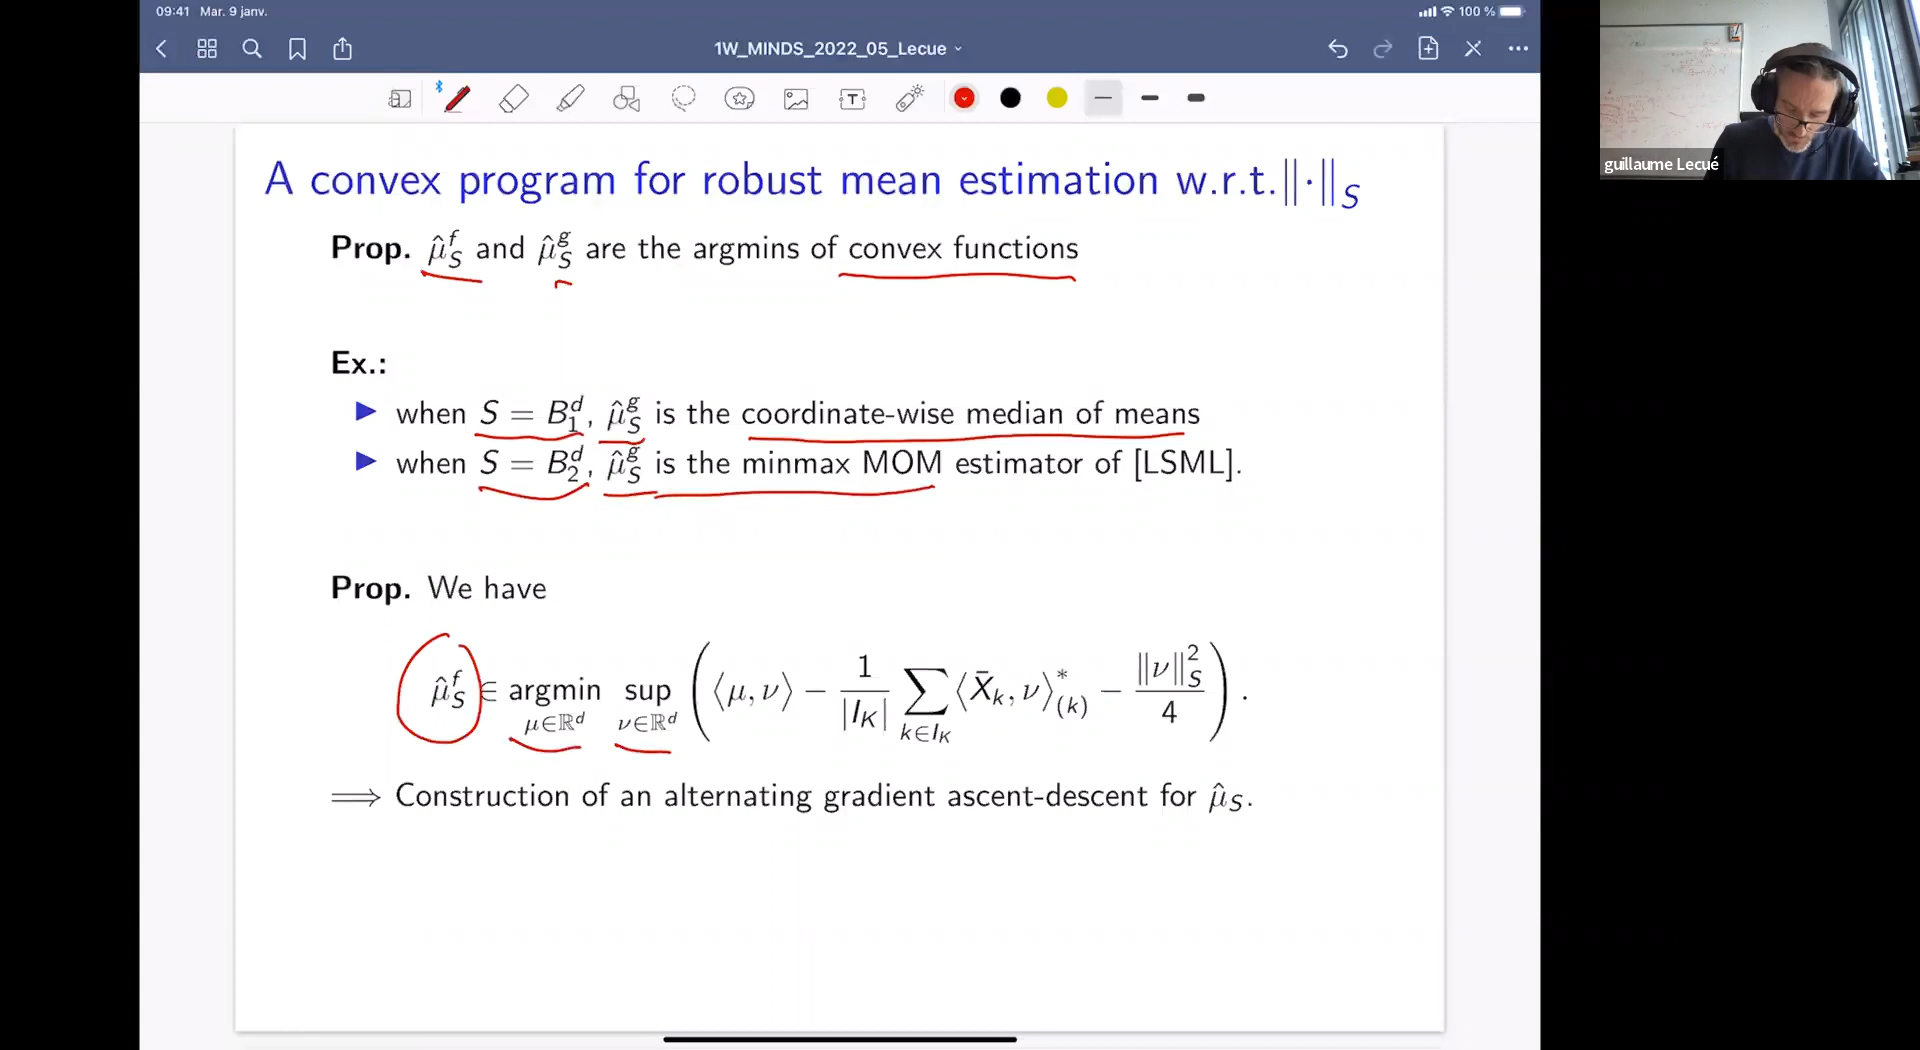 09:41 Mar. 9 janv.
100 %
1W_MINDS_2022_05_Lecue
T
guillaume Lecué
A convex program for robust mean estimation w.r.t.‖·‖_S
Prop. μ̂_S^f and μ̂_S^g are the argmins of convex functions
Ex.:
▶ when S = B_1^d, μ̂_S^g is the coordinate-wise median of means
▶ when S = B_2^d, μ̂_S^g is the minmax MOM estimator of [LSML].
Prop. We have
μ̂_S^f ∈ argmin_{μ∈ℝ^d} sup_{ν∈ℝ^d} ( ⟨μ, ν⟩ − 1/|I_K| ∑_{k∈I_K} ⟨X̄_k, ν⟩^*_{(k)} − ‖ν‖_S^2/4 ) .
⟹ Construction of an alternating gradient ascent-descent for μ̂_S.